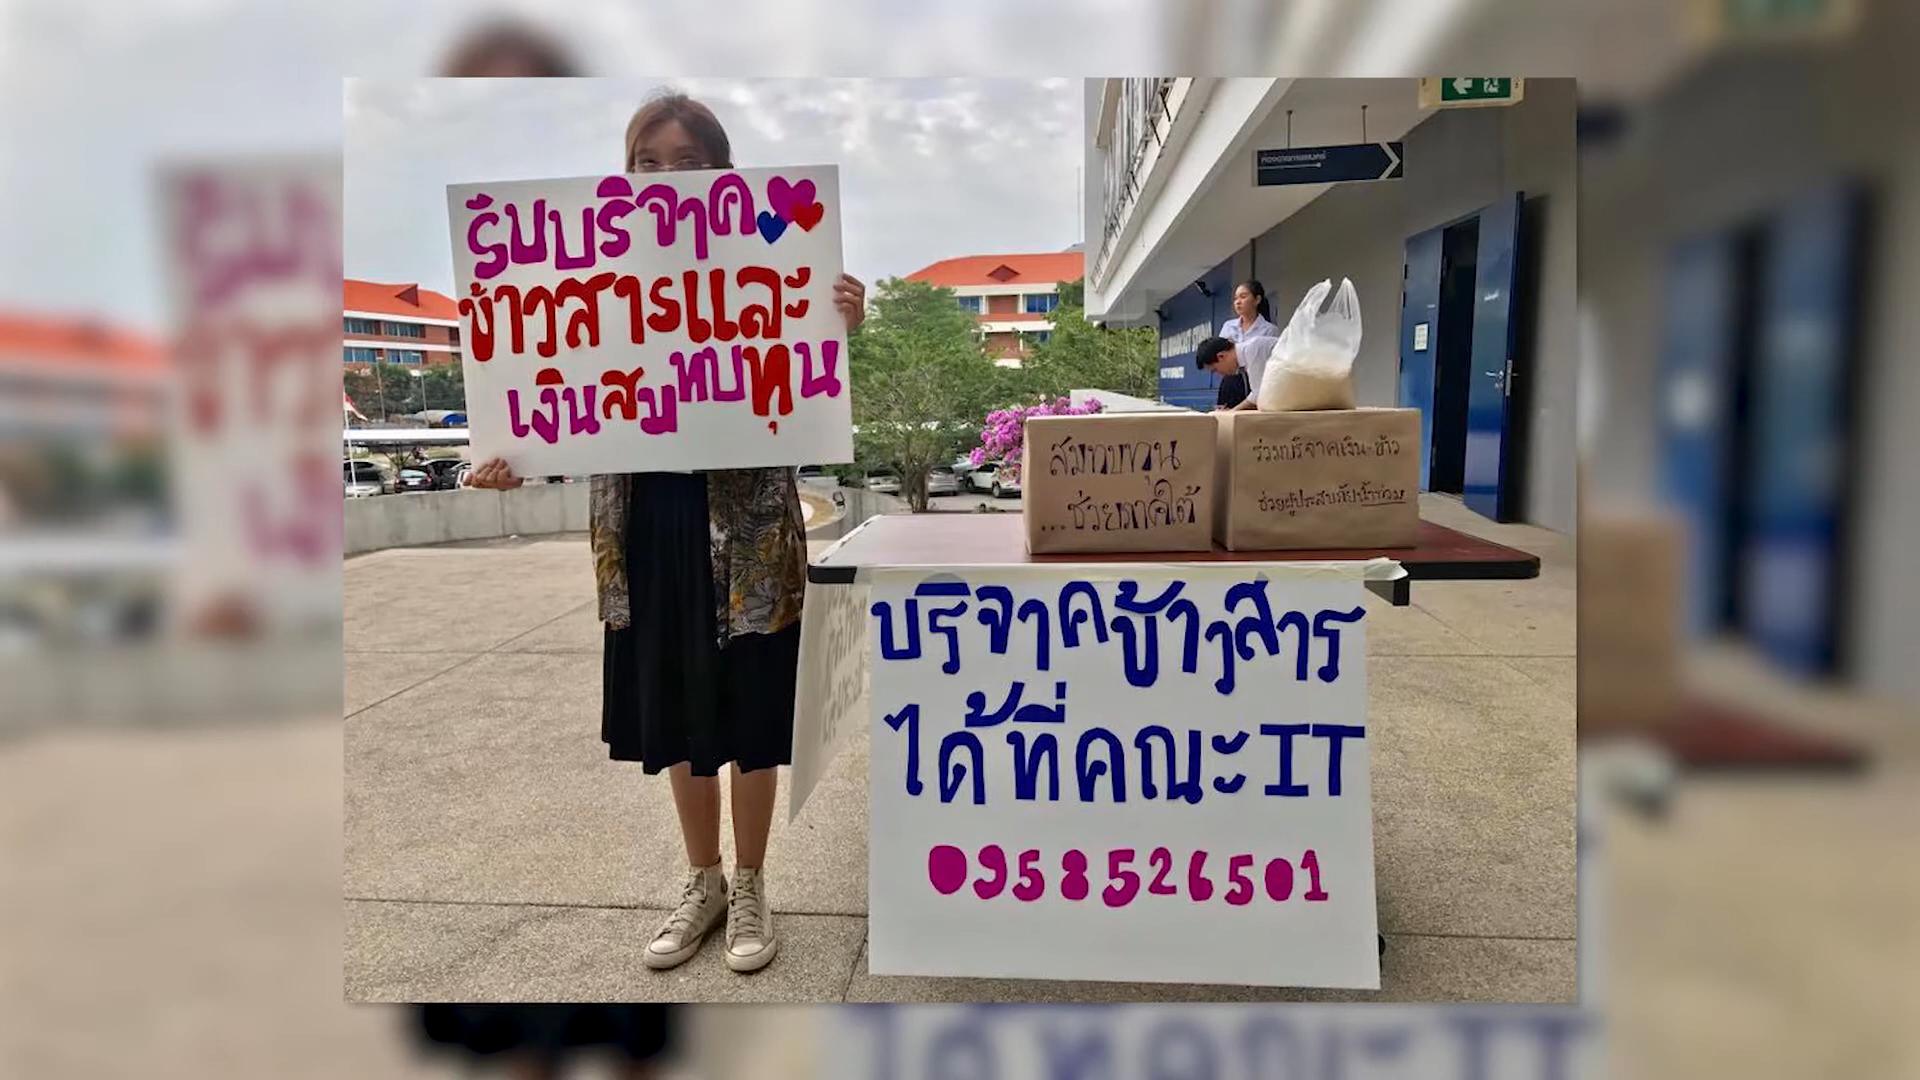 รับบริจาค
ข้าวสารและ
เงินสมทบทุน
สมทบทุน
...ช่วยภาคใต้
ร่วมบริจาคเงิน-ข้าว
ช่วยผู้ประสบภัยน้ำท่วม
บริจาคข้าวสาร
ได้ที่คณะIT
0958526501